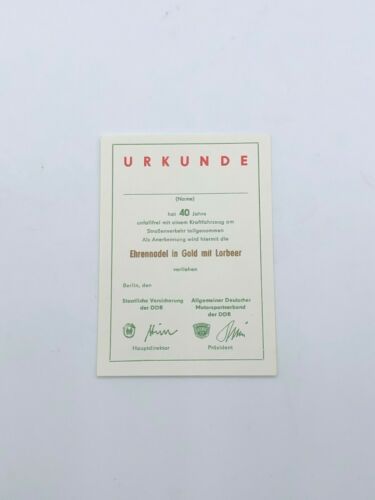 URKUNDE
(Name)
hat 40 Jahre
unfallfrei mit einem Kraftfahrzeug am
Straßenverkehr teilgenommen
Als Anerkennung wird hiermit die
Ehrennadel in Gold mit Lorbeer
verliehen
Berlin, den
Staatliche Versicherung
der DDR
Allgemeiner Deutscher
Motorsportverband
der DDR
Hauptdirektor
Präsident